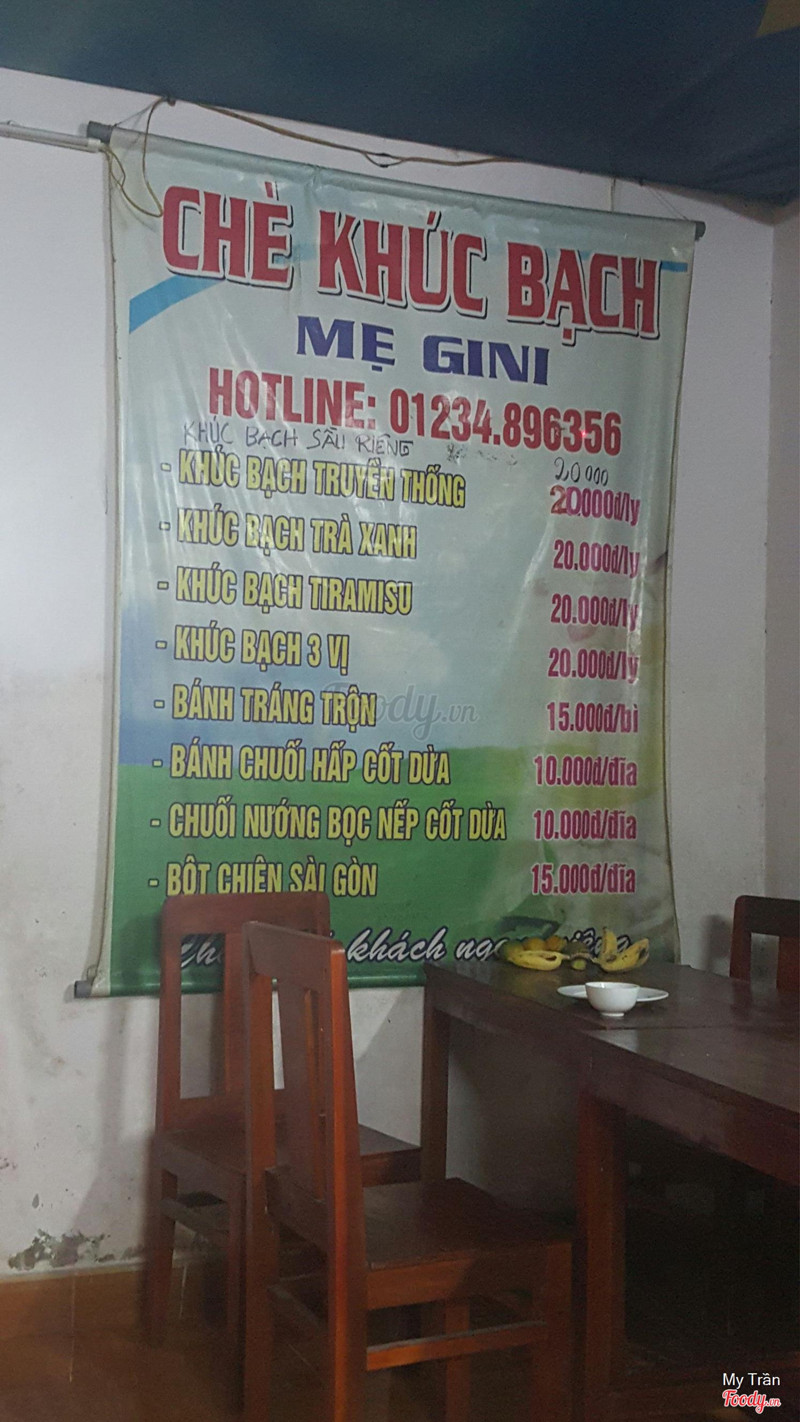 CHÈ KHÚC BẠCH
MẸ GINI
HOTLINE: 01234.896356
KHÚC BẠCH SẦU RIÊNG 20 000
- KHÚC BẠCH TRUYỀN THỐNG 20.000đ/ly
- KHÚC BẠCH TRÀ XANH 20.000đ/ly
- KHÚC BẠCH TIRAMISU 20.000đ/ly
- KHÚC BẠCH 3 VỊ 20.000đ/ly
- BÁNH TRÁNG TRỘN 15.000đ/bì
- BÁNH CHUỐI HẤP CỐT DỪA 10.000đ/đĩa
- CHUỐI NƯỚNG BỌC NẾP CỐT DỪA 10.000đ/đĩa
- BỘT CHIÊN SÀI GÒN 15.000đ/đĩa
khách
Foody.vn
My Trần
Foody.vn